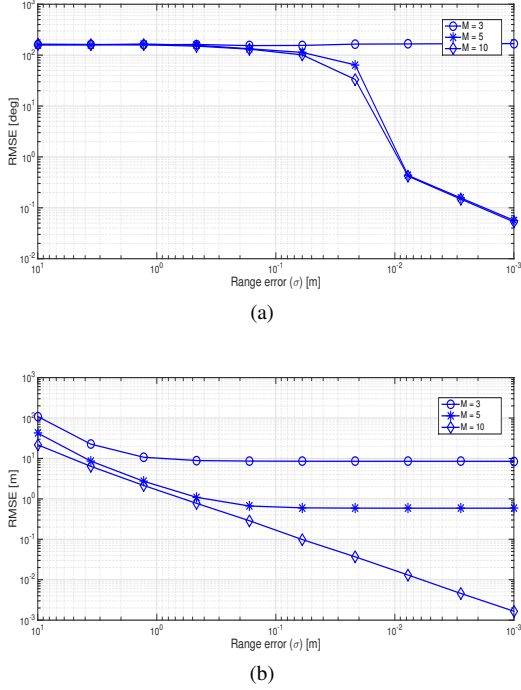 10^3
10^2
10^1
10^0
10^-1
10^-2
RMSE [deg]
M = 3
M = 5
M = 10
10^1
10^0
10^-1
10^-2
10^-3
Range error (σ) [m]
(a)
10^3
10^2
10^1
10^0
10^-1
10^-2
10^-3
RMSE [m]
M = 3
M = 5
M = 10
10^1
10^0
10^-1
10^-2
10^-3
Range error (σ) [m]
(b)